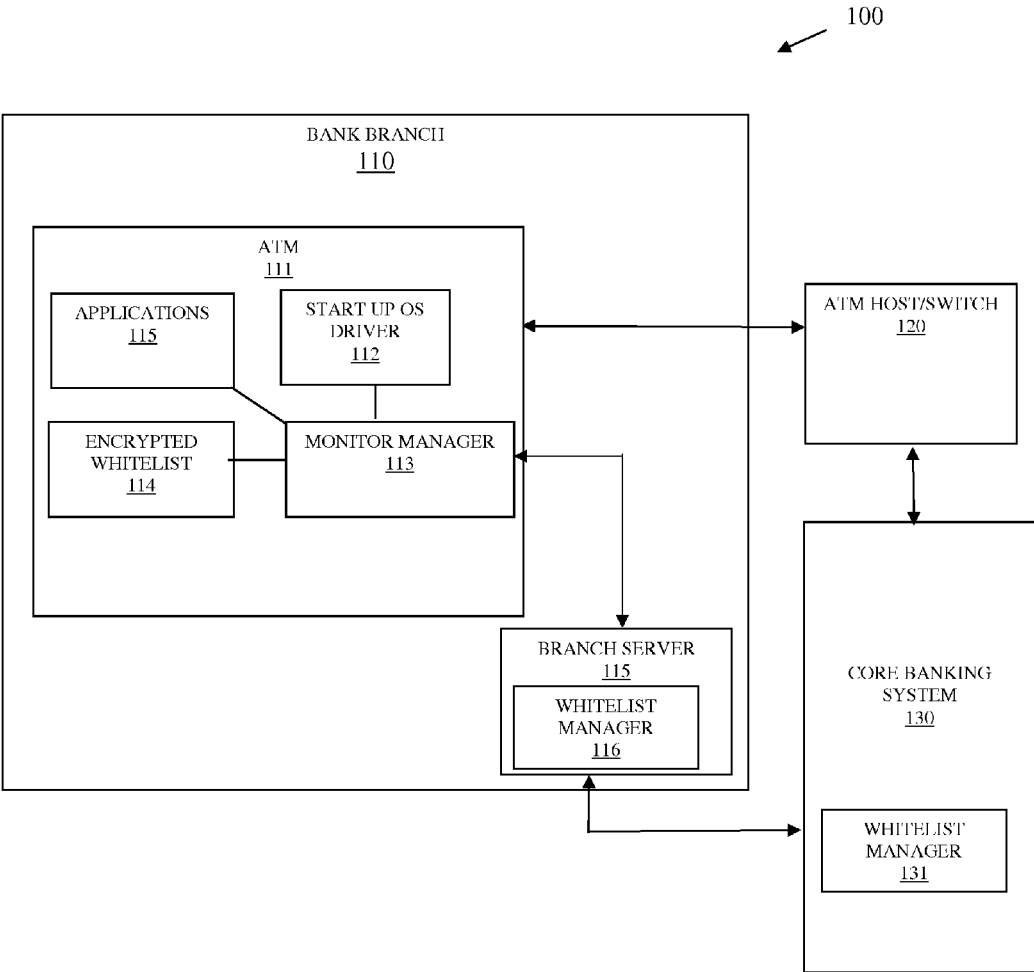 100
BANK BRANCH
110
ATM
111
APPLICATIONS
115
START UP OS
DRIVER
112
ENCRYPTED
WHITELIST
114
MONITOR MANAGER
113
ATM HOST/SWITCH
120
BRANCH SERVER
115
WHITELIST
MANAGER
116
CORE BANKING
SYSTEM
130
WHITELIST
MANAGER
131